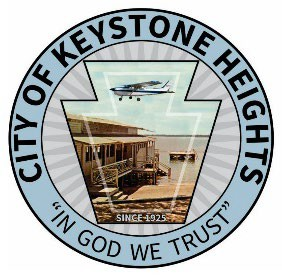 CITY OF KEYSTONE HEIGHTS
SINCE 1925
"IN GOD WE TRUST"